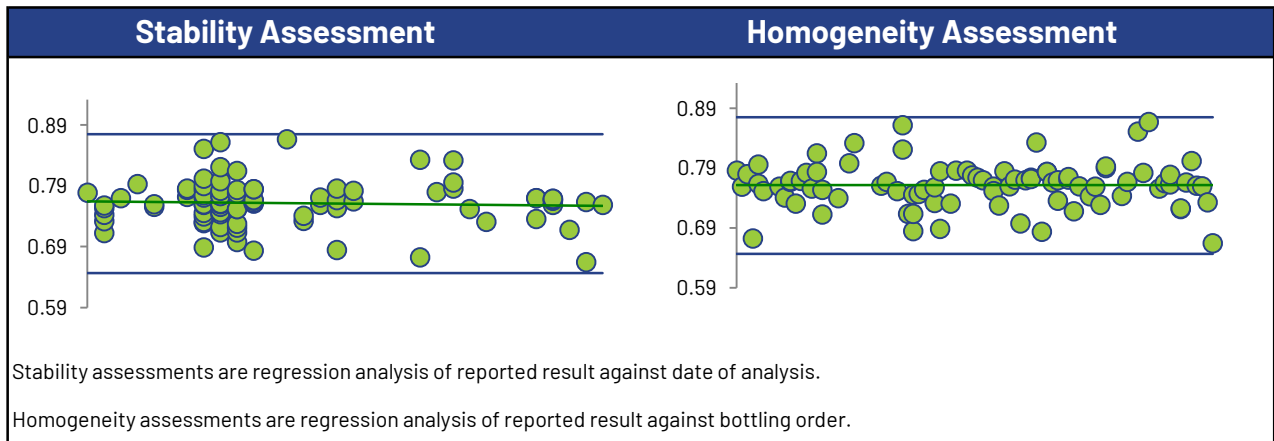 Stability Assessment
Homogeneity Assessment
0.89
0.79
0.69
0.59
0.89
0.79
0.69
0.59
Stability assessments are regression analysis of reported result against date of analysis.
Homogeneity assessments are regression analysis of reported result against bottling order.